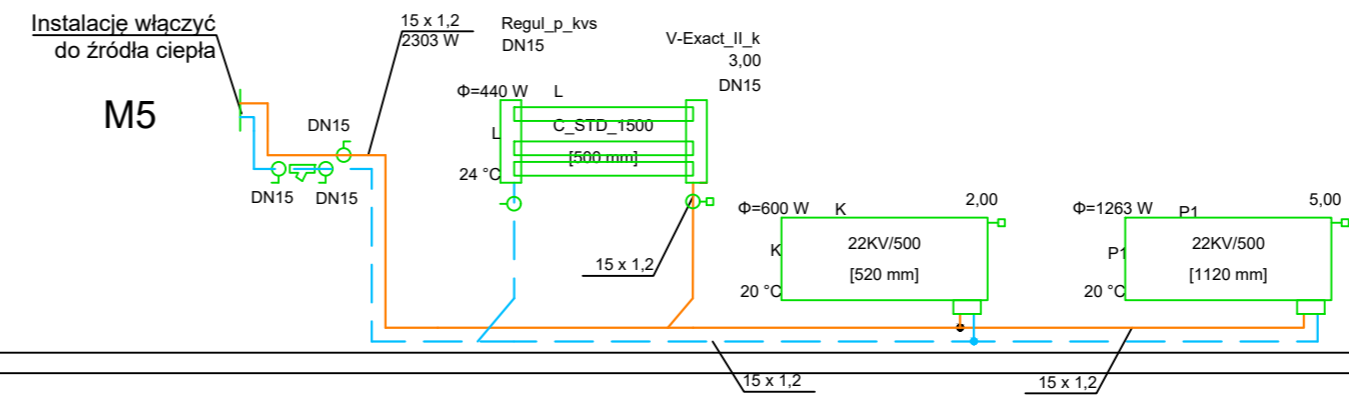 Instalację włączyć
do źródła ciepła
M5
15 x 1,2
2303 W
DN15
DN15
DN15
Regul_p_kvs
DN15
V-Exact_II_k
3,00
DN15
Φ=440 W
L
L
C_STD_1500
[500 mm]
24 °C
15 x 1,2
Φ=600 W
K
2,00
K
22KV/500
[520 mm]
20 °C
Φ=1263 W
P1
5,00
P1
22KV/500
[1120 mm]
20 °C
15 x 1,2
15 x 1,2